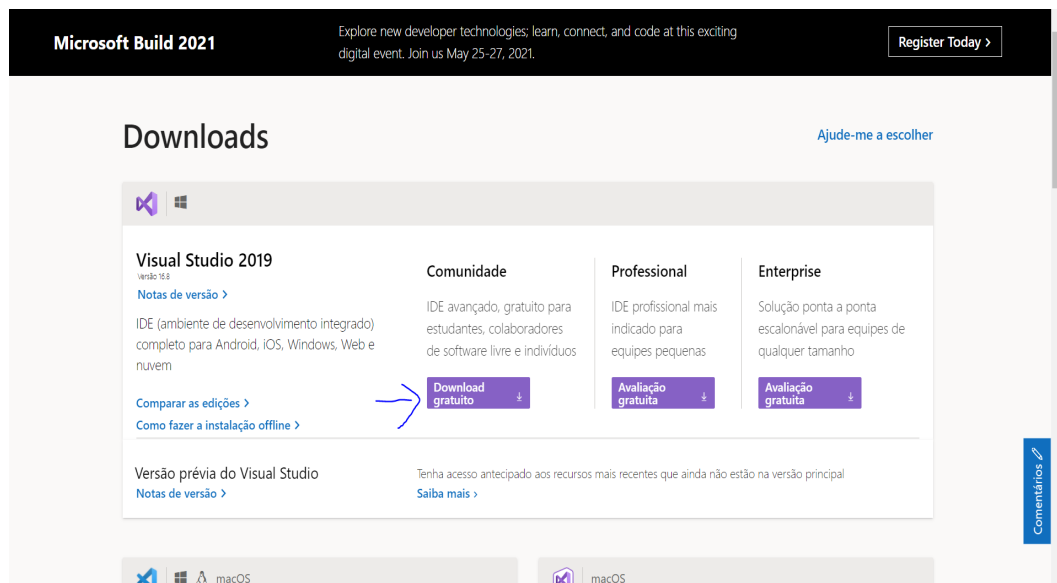 Microsoft Build 2021
Explore new developer technologies; learn, connect, and code at this exciting
digital event. Join us May 25-27, 2021.
Register Today >
Downloads
Ajude-me a escolher
Visual Studio 2019
Versão 16.8
Notas de versão >
IDE (ambiente de desenvolvimento integrado)
completo para Android, iOS, Windows, Web e
nuvem
Comparar as edições >
Como fazer a instalação offline >
Comunidade
IDE avançado, gratuito para
estudantes, colaboradores
de software livre e indivíduos
Download
gratuito
Professional
IDE profissional mais
indicado para
equipes pequenas
Avaliação
gratuita
Enterprise
Solução ponta a ponta
escalonável para equipes de
qualquer tamanho
Avaliação
gratuita
Versão prévia do Visual Studio
Notas de versão >
Tenha acesso antecipado aos recursos mais recentes que ainda não estão na versão principal
Saiba mais >
Comentários
macOS
macOS